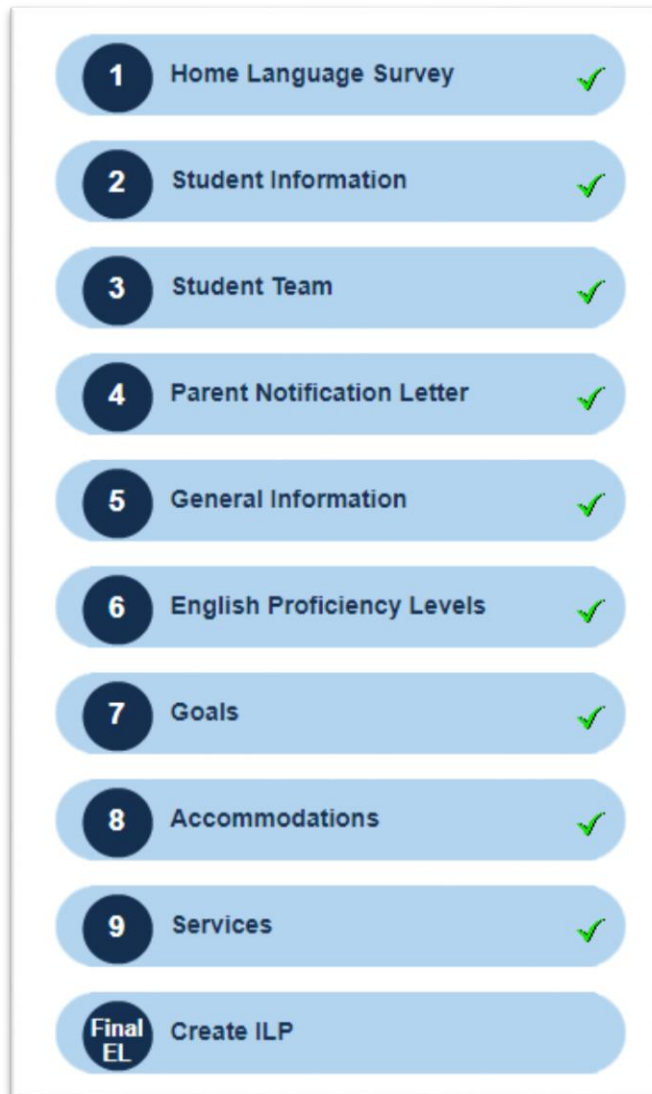 1 Home Language Survey
2 Student Information
3 Student Team
4 Parent Notification Letter
5 General Information
6 English Proficiency Levels
7 Goals
8 Accommodations
9 Services
Final EL Create ILP